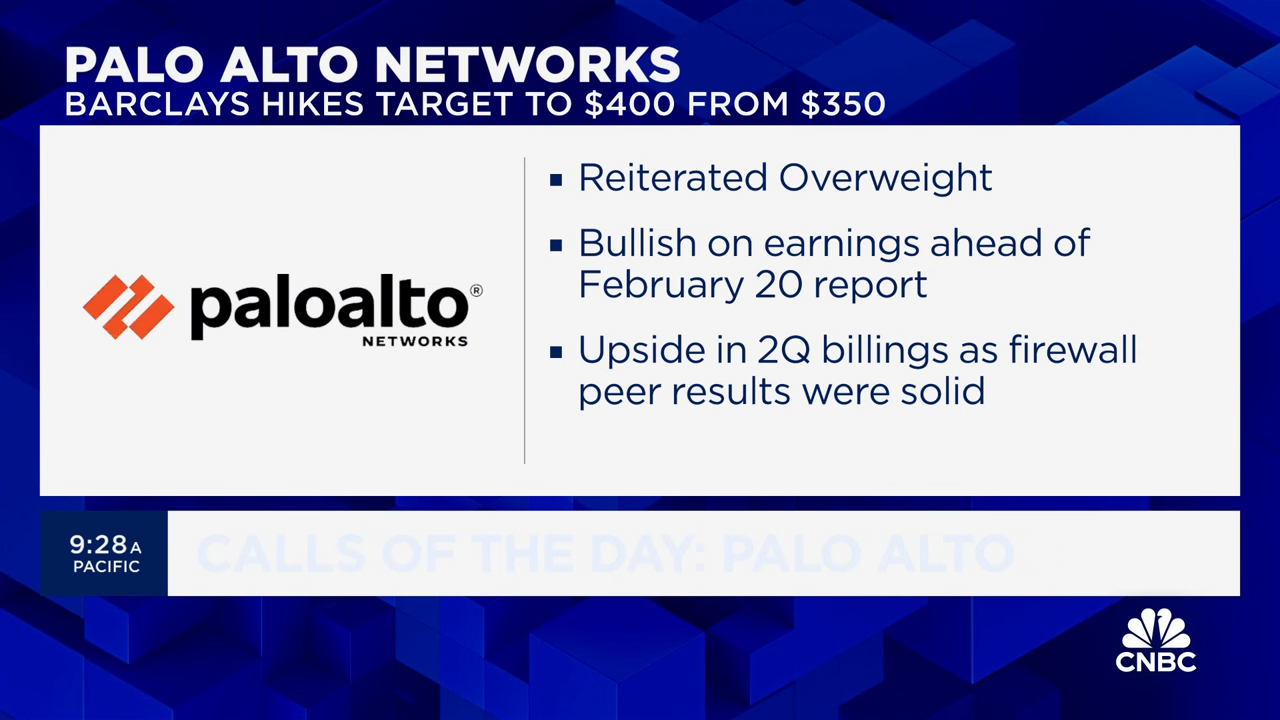 PALO ALTO NETWORKS
BARCLAYS HIKES TARGET TO $400 FROM $350
paloalto®
NETWORKS
▪ Reiterated Overweight
▪ Bullish on earnings ahead of
February 20 report
▪ Upside in 2Q billings as firewall
peer results were solid
9:28A
PACIFIC
CALLS OF THE DAY: PALO ALTO
CNBC